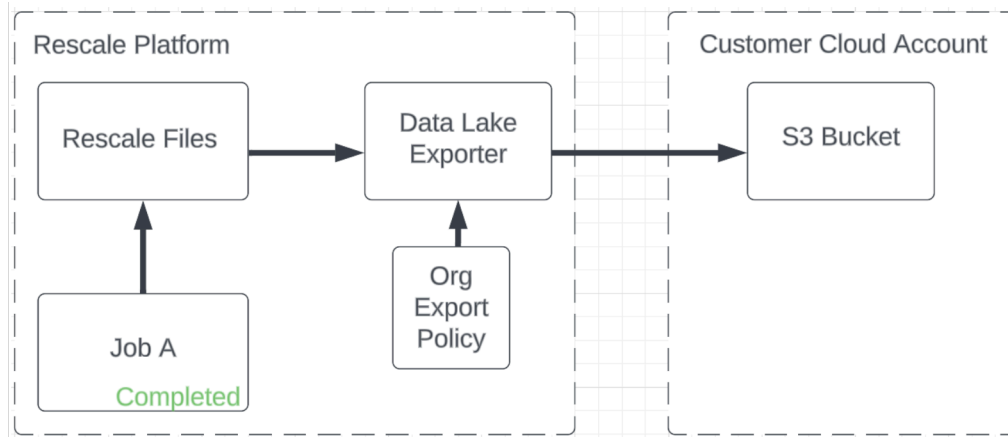 Rescale Platform
Customer Cloud Account
Rescale Files
Data Lake
Exporter
S3 Bucket
Org
Export
Policy
Job A
Completed